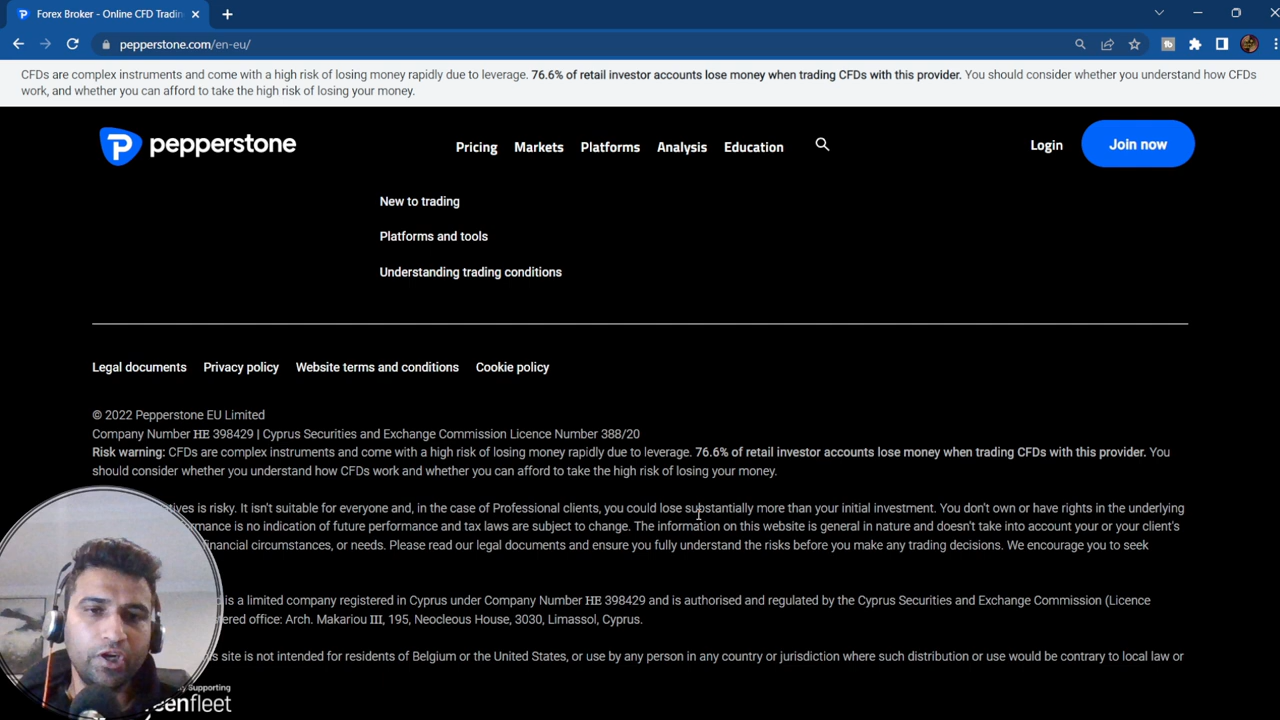 Forex Broker - Online CFD Tradin
pepperstone.com/en-eu/
CFDs are complex instruments and come with a high risk of losing money rapidly due to leverage. 76.6% of retail investor accounts lose money when trading CFDs with this provider. You should consider whether you understand how CFDs
work, and whether you can afford to take the high risk of losing your money.
pepperstone
Pricing Markets Platforms Analysis Education
Login
Join now
New to trading
Platforms and tools
Understanding trading conditions
Legal documents Privacy policy Website terms and conditions Cookie policy
© 2022 Pepperstone EU Limited
Company Number HE 398429 | Cyprus Securities and Exchange Commission Licence Number 388/20
Risk warning: CFDs are complex instruments and come with a high risk of losing money rapidly due to leverage. 76.6% of retail investor accounts lose money when trading CFDs with this provider. You
should consider whether you understand how CFDs work and whether you can afford to take the high risk of losing your money.
is risky. It isn't suitable for everyone and, in the case of Professional clients, you could lose substantially more than your initial investment. You don't own or have rights in the underlying
is no indication of future performance and tax laws are subject to change. The information on this website is general in nature and doesn't take into account your or your client's
financial circumstances, or needs. Please read our legal documents and ensure you fully understand the risks before you make any trading decisions. We encourage you to seek
is a limited company registered in Cyprus under Company Number HE 398429 and is authorised and regulated by the Cyprus Securities and Exchange Commission (Licence
office: Arch. Makariou III, 195, Neocleous House, 3030, Limassol, Cyprus.
site is not intended for residents of Belgium or the United States, or use by any person in any country or jurisdiction where such distribution or use would be contrary to local law or
Supporting